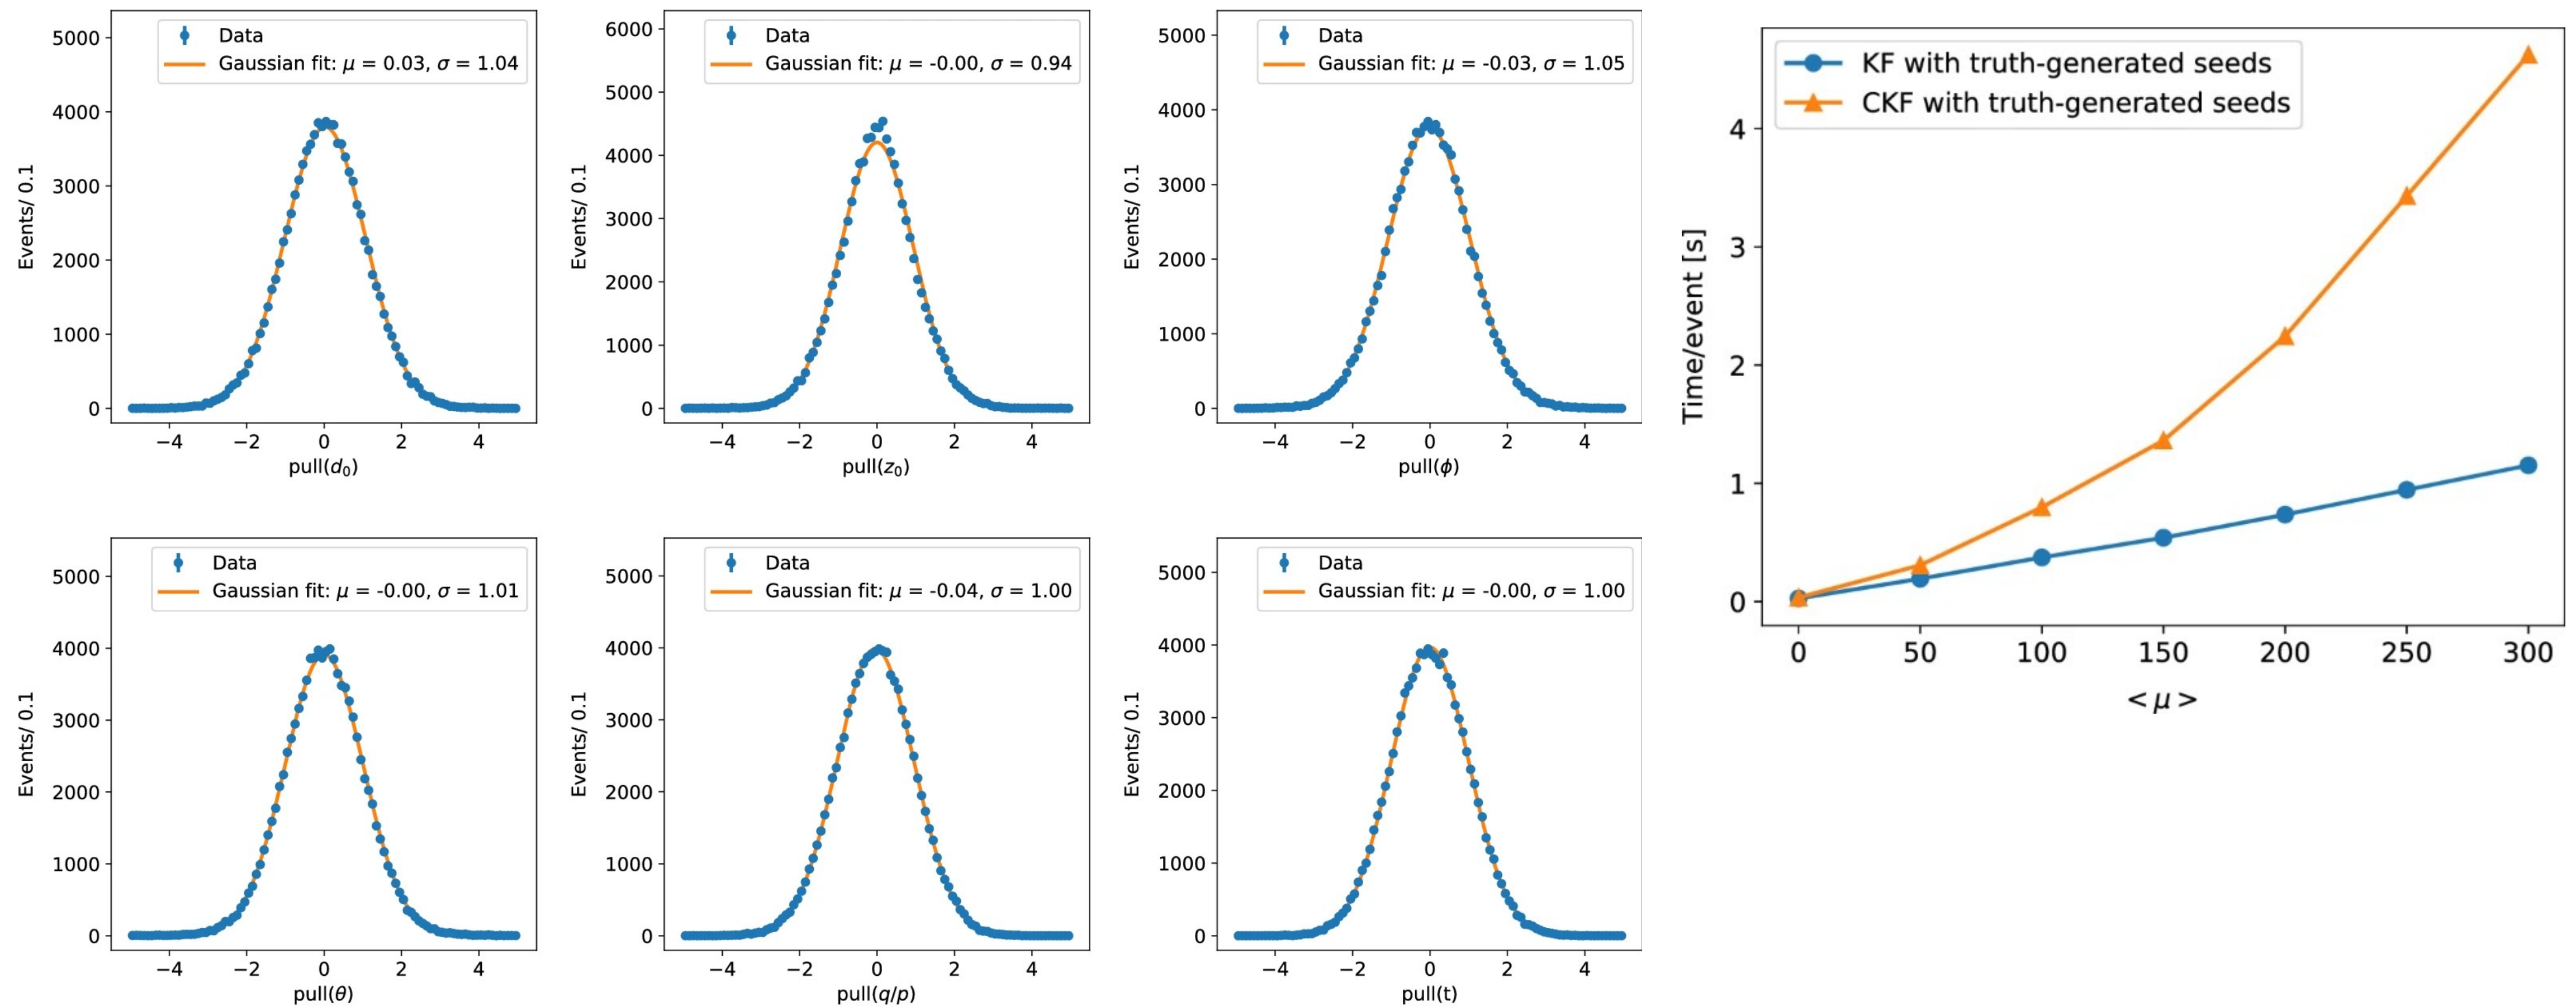 Data
Gaussian fit: μ = 0.03, σ = 1.04
Events/ 0.1
5000
4000
3000
2000
1000
0
−4 −2 0 2 4
pull(d₀)
Data
Gaussian fit: μ = -0.00, σ = 0.94
Events/ 0.1
6000
5000
4000
3000
2000
1000
0
−4 −2 0 2 4
pull(z₀)
Data
Gaussian fit: μ = -0.03, σ = 1.05
Events/ 0.1
5000
4000
3000
2000
1000
0
−4 −2 0 2 4
pull(ϕ)
Data
Gaussian fit: μ = -0.00, σ = 1.01
Events/ 0.1
5000
4000
3000
2000
1000
0
−4 −2 0 2 4
pull(θ)
Data
Gaussian fit: μ = -0.04, σ = 1.00
Events/ 0.1
5000
4000
3000
2000
1000
0
−4 −2 0 2 4
pull(q/p)
Data
Gaussian fit: μ = -0.00, σ = 1.00
Events/ 0.1
5000
4000
3000
2000
1000
0
−4 −2 0 2 4
pull(t)
KF with truth-generated seeds
CKF with truth-generated seeds
Time/event [s]
4
3
2
1
0
0 50 100 150 200 250 300
< μ >